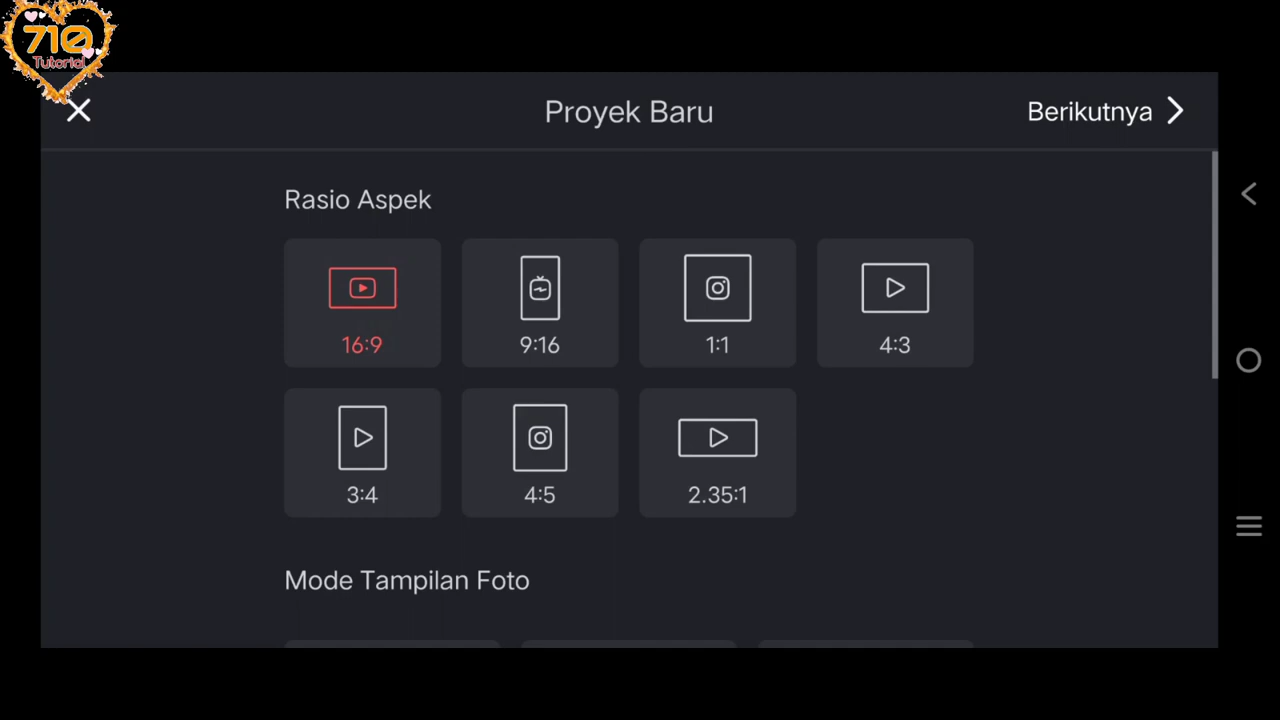 710
Tutorial
Proyek Baru
Berikutnya
Rasio Aspek
16:9
9:16
1:1
4:3
3:4
4:5
2.35:1
Mode Tampilan Foto